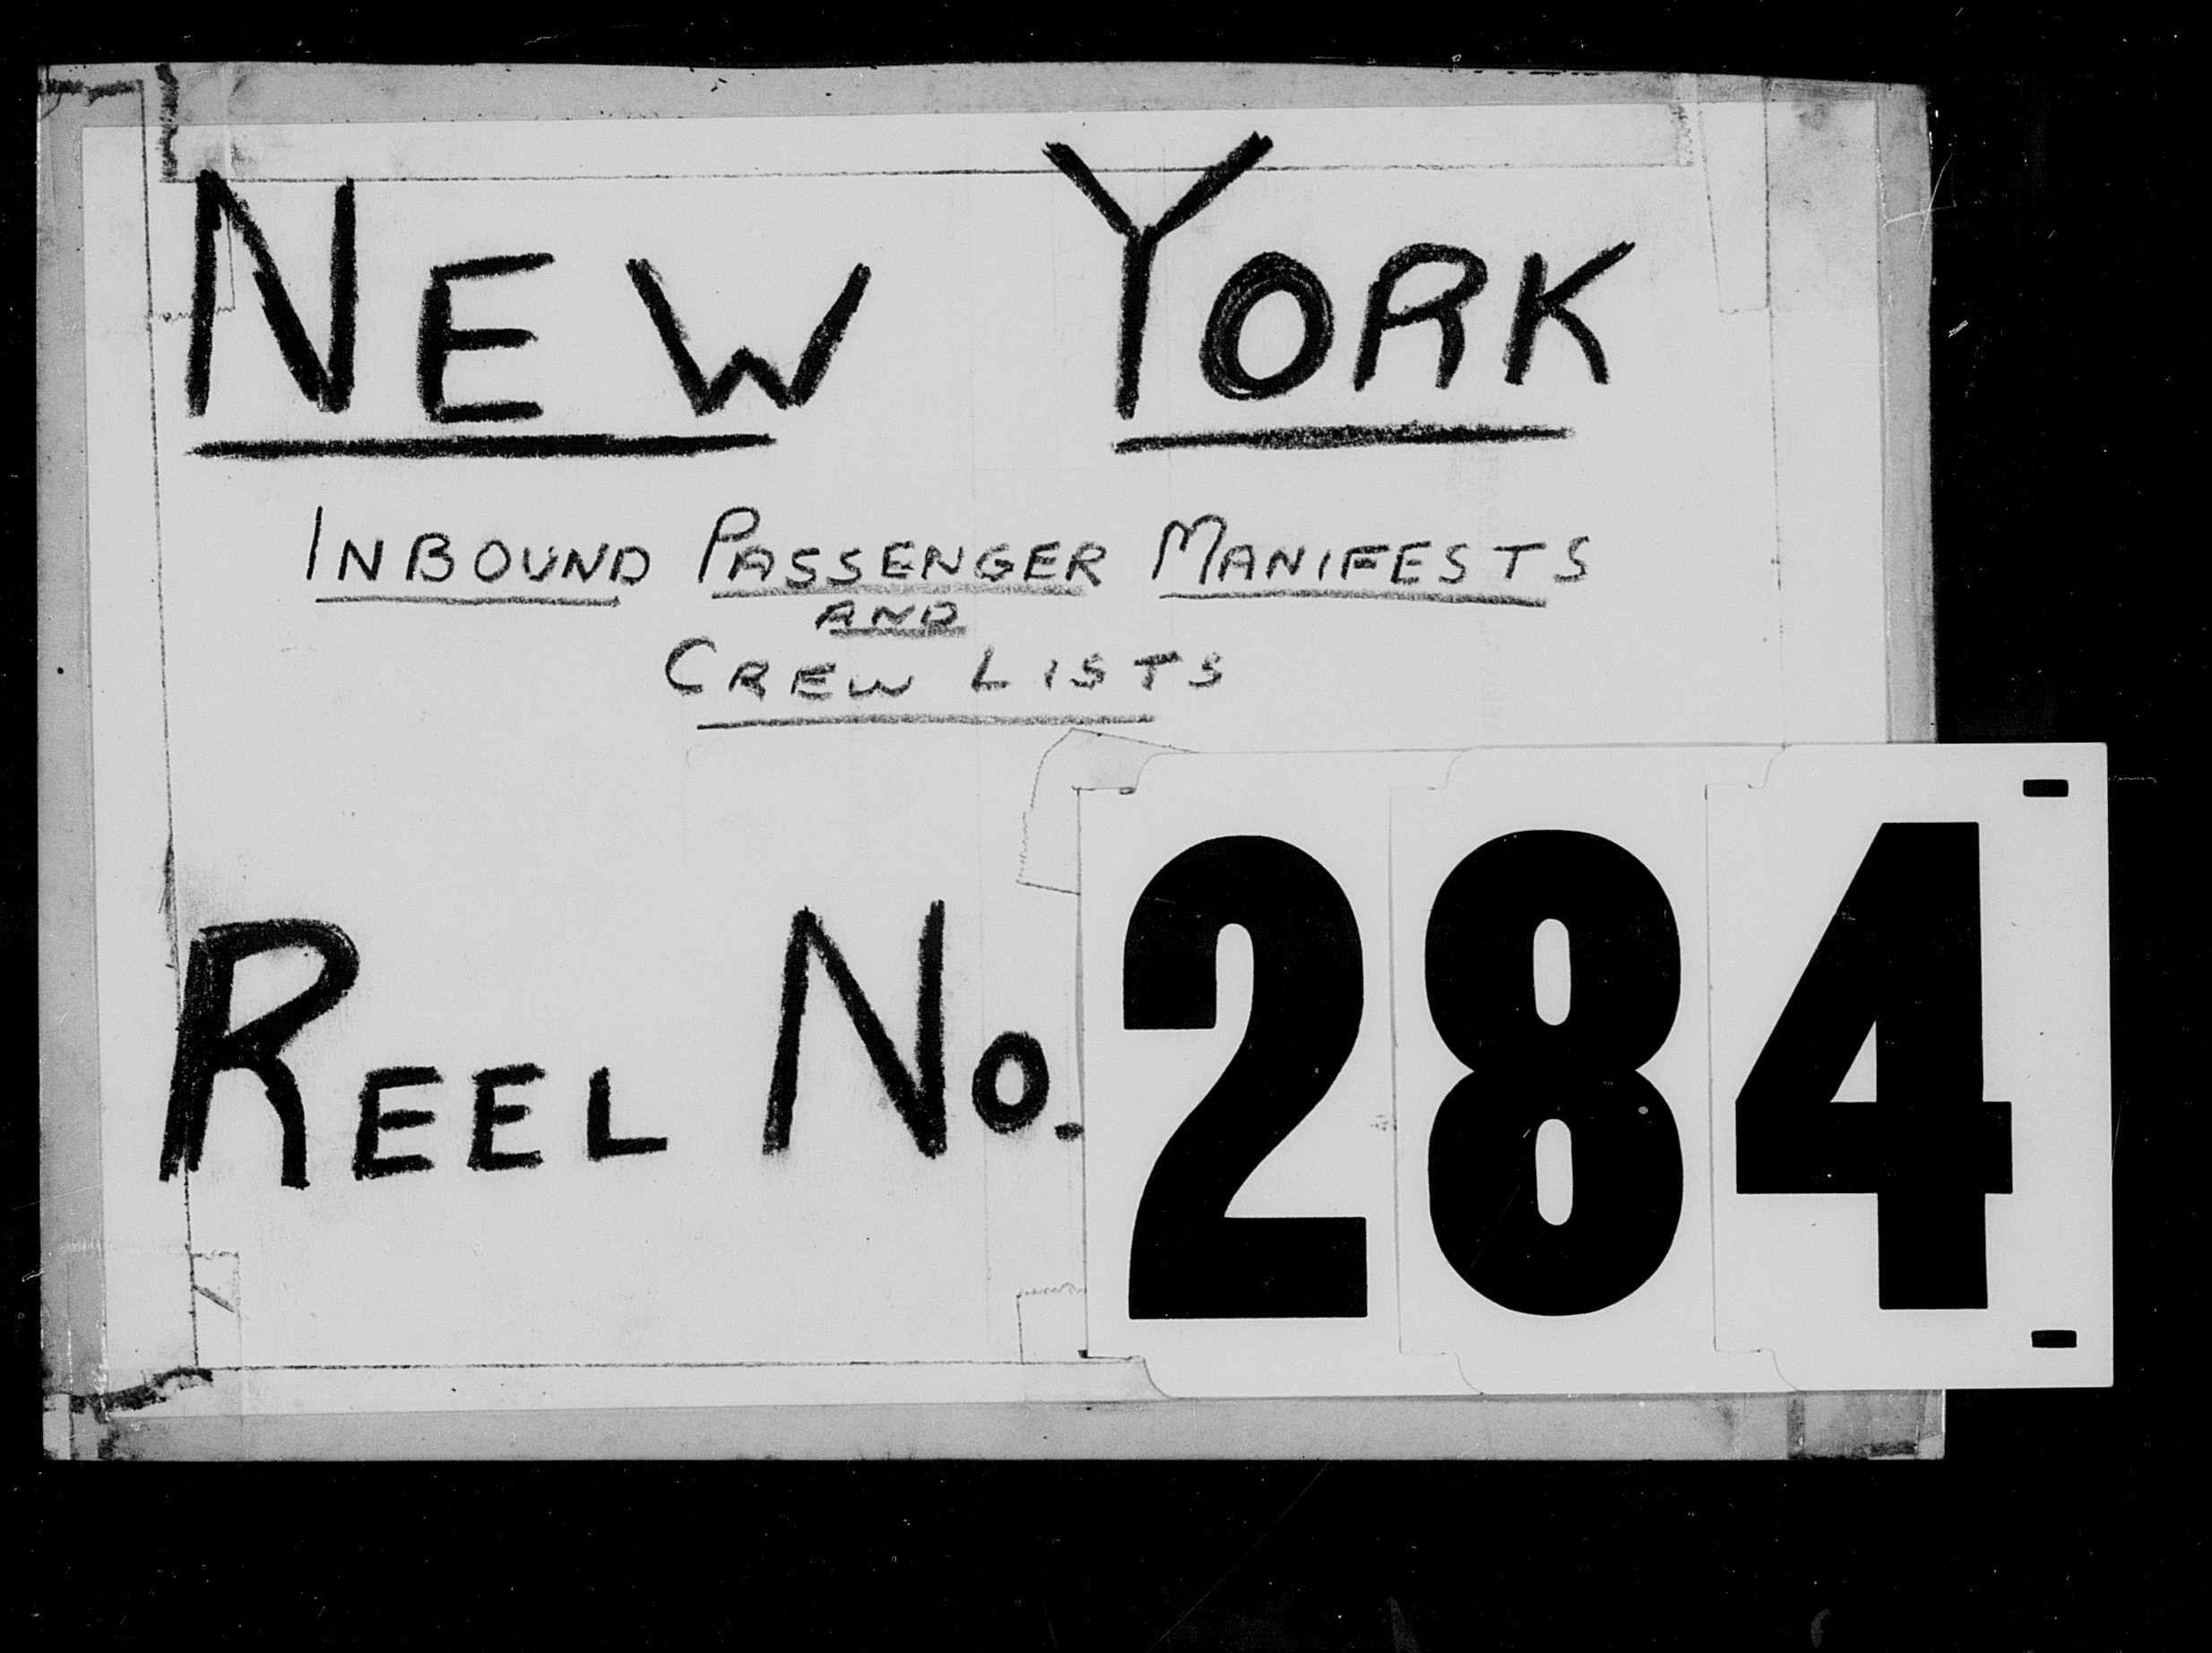 NEW YORK
INBOUND PASSENGER MANIFESTS
AND
CREW LISTS
REEL NO. 284